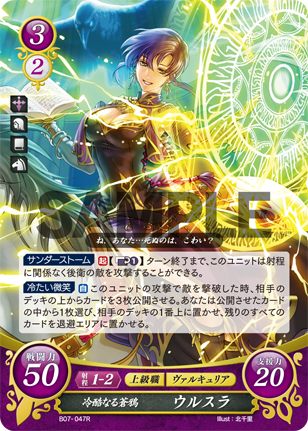 3
2
SAMPLE
ね、あなた…死ぬのは、こわい?
サンダーストーム 起 [1] ターン終了まで、このユニットは射程
に関係なく後衛の敵を攻撃することができる。
冷たい微笑 自 このユニットの攻撃で敵を撃破した時、相手の
デッキの上からカードを3枚公開させる。あなたは公開されたカード
の中から1枚選び、相手のデッキの1番上に置かせ、残りのすべての
カードを退避エリアに置かせる。
戦闘力 50
射程 1-2 上級職 ヴァルキュリア
支援力 20
冷酷なる蒼鴉 ウルスラ
B07-047R
Illust:北千里